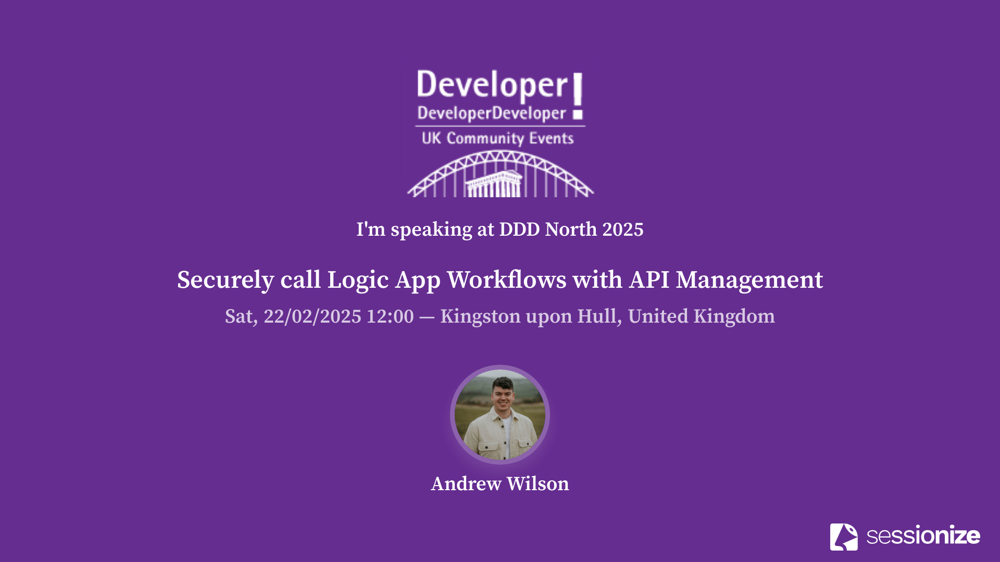 Developer!
DeveloperDeveloper
UK Community Events
I'm speaking at DDD North 2025
Securely call Logic App Workflows with API Management
Sat, 22/02/2025 12:00 — Kingston upon Hull, United Kingdom
Andrew Wilson
sessionize